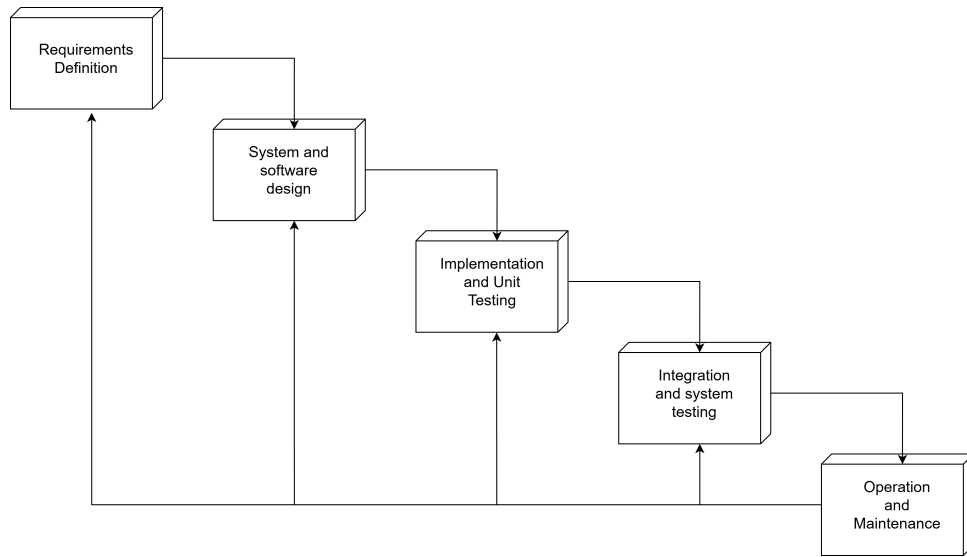 Requirements
Definition
System and
software
design
Implementation
and Unit
Testing
Integration
and system
testing
Operation
and
Maintenance